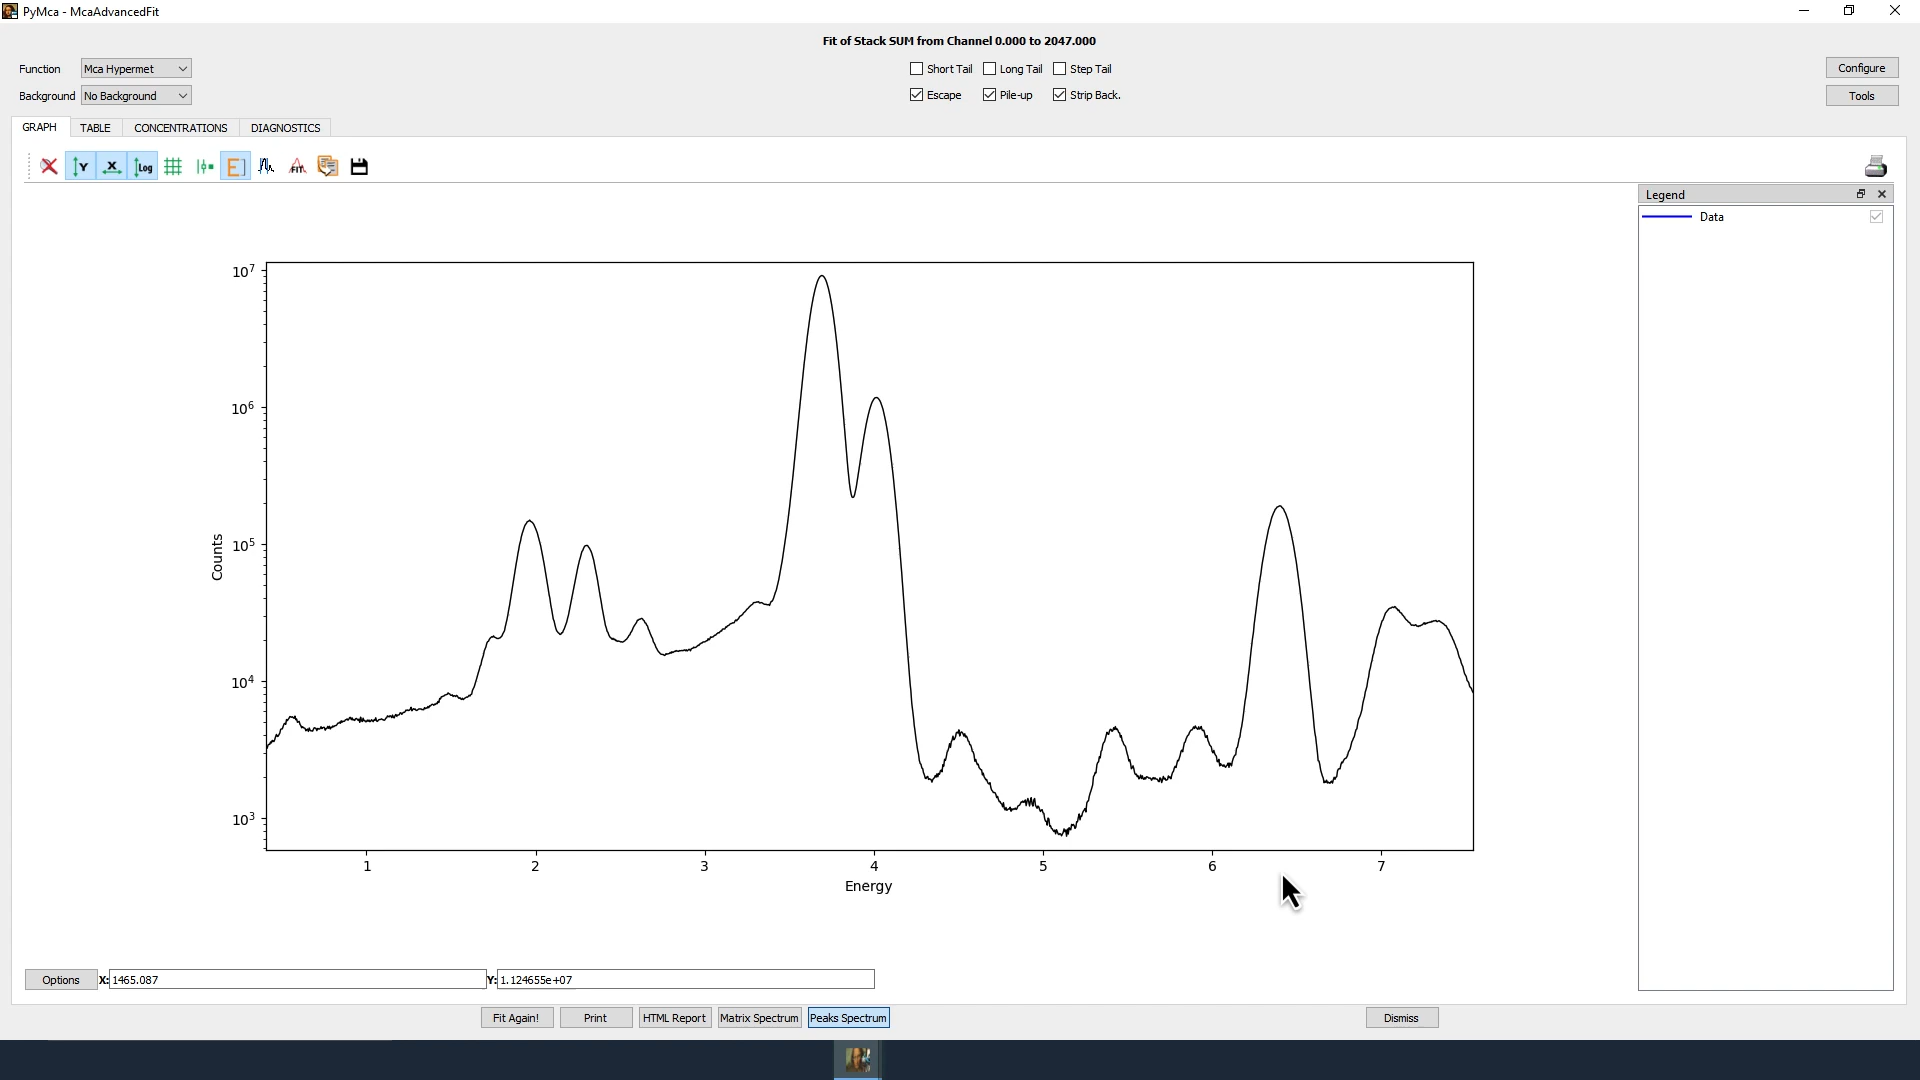 PyMca - McaAdvancedFit
Fit of Stack SUM from Channel 0.000 to 2047.000
Function Mca Hypermet Short Tail Long Tail Step Tail Configure
Background No Background Escape Pile-up Strip Back. Tools
GRAPH TABLE CONCENTRATIONS DIAGNOSTICS
Y X Log E FIT
Legend
Data
10⁷
10⁶
10⁵
10⁴
10³
Counts
1 2 3 4 5 6 7
Energy
Options X: 1465.087 Y: 1.124655e+07
Fit Again! Print HTML Report Matrix Spectrum Peaks Spectrum Dismiss